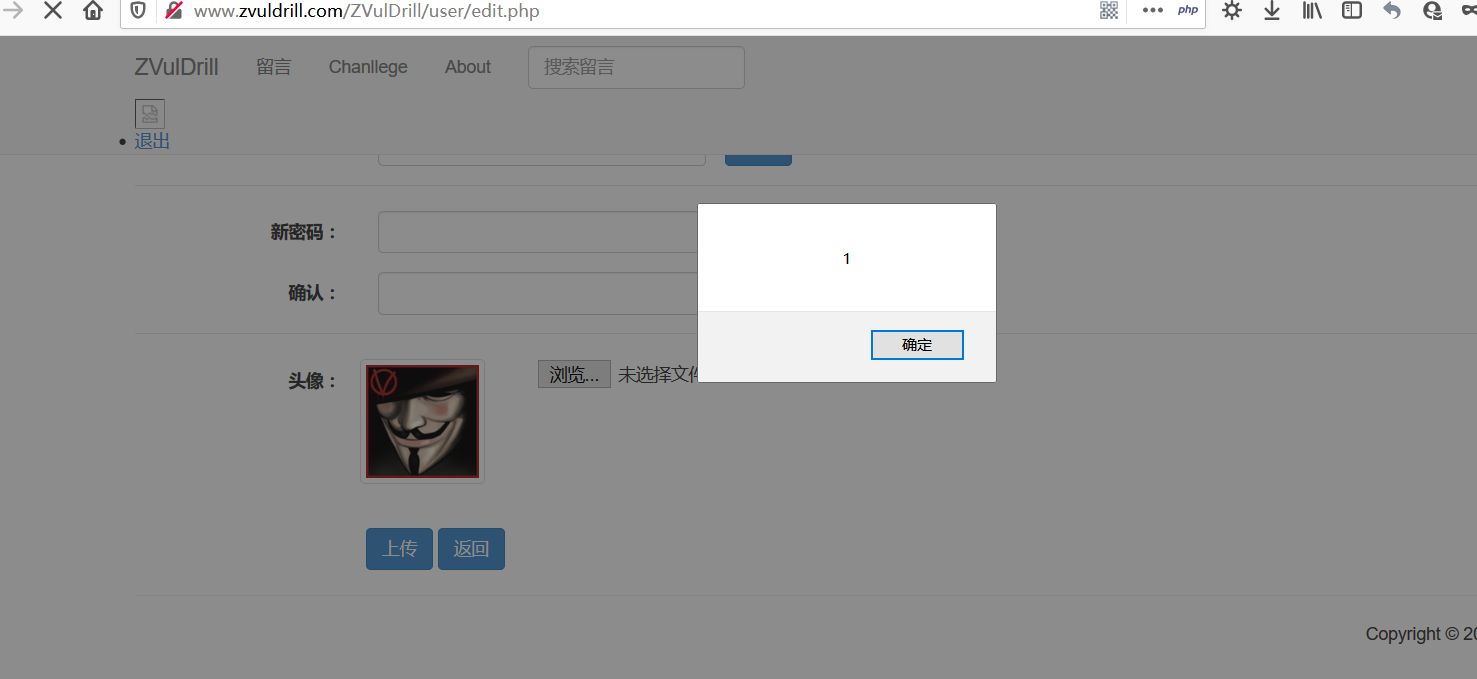 www.zvuldrill.com/ZVulDrill/user/edit.php
php
ZVulDrill 留言 Chanllege About 搜索留言
退出
新密码：
1
确认：
确定
头像：
浏览... 未选择文件
上传 返回
Copyright © 20